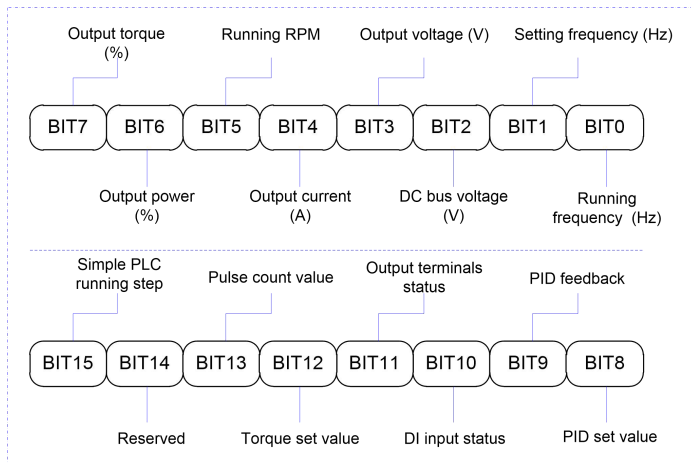 Output torque
(%)
Running RPM
Output voltage (V)
Setting frequency (Hz)
BIT7
BIT6
BIT5
BIT4
BIT3
BIT2
BIT1
BIT0
Output power
(%)
Output current
(A)
DC bus voltage
(V)
Running
frequency (Hz)
Simple PLC
running step
Pulse count value
Output terminals
status
PID feedback
BIT15
BIT14
BIT13
BIT12
BIT11
BIT10
BIT9
BIT8
Reserved
Torque set value
DI input status
PID set value